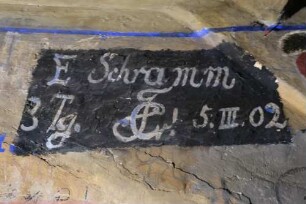 E Schramm
3 Tg. 5. III. 02